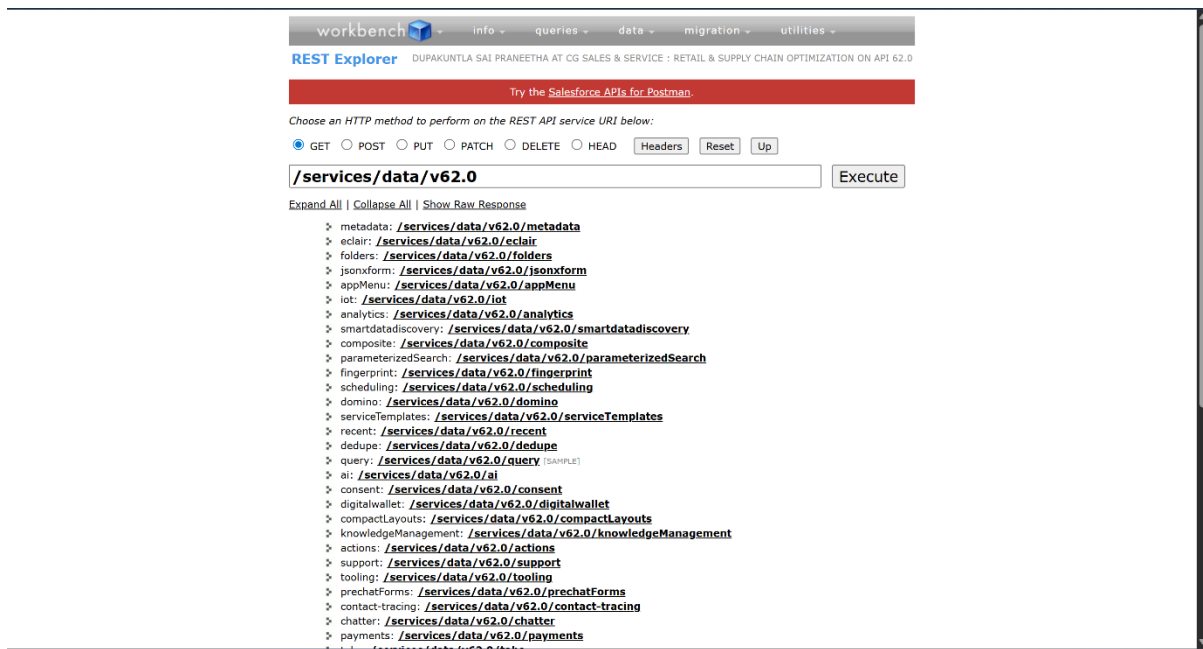 workbench info queries data migration utilities
REST Explorer DUPAKUNTLA SAI PRANEETHA AT CG SALES & SERVICE : RETAIL & SUPPLY CHAIN OPTIMIZATION ON API 62.0
Try the Salesforce APIs for Postman.
Choose an HTTP method to perform on the REST API service URI below:
GET POST PUT PATCH DELETE HEAD Headers Reset Up
/services/data/v62.0 Execute
Expand All | Collapse All | Show Raw Response
metadata: /services/data/v62.0/metadata
eclair: /services/data/v62.0/eclair
folders: /services/data/v62.0/folders
jsonxform: /services/data/v62.0/jsonxform
appMenu: /services/data/v62.0/appMenu
iot: /services/data/v62.0/iot
analytics: /services/data/v62.0/analytics
smartdatadiscovery: /services/data/v62.0/smartdatadiscovery
composite: /services/data/v62.0/composite
parameterizedSearch: /services/data/v62.0/parameterizedSearch
fingerprint: /services/data/v62.0/fingerprint
scheduling: /services/data/v62.0/scheduling
domino: /services/data/v62.0/domino
serviceTemplates: /services/data/v62.0/serviceTemplates
recent: /services/data/v62.0/recent
dedupe: /services/data/v62.0/dedupe
query: /services/data/v62.0/query [SAMPLE]
ai: /services/data/v62.0/ai
consent: /services/data/v62.0/consent
digitalwallet: /services/data/v62.0/digitalwallet
compactLayouts: /services/data/v62.0/compactLayouts
knowledgeManagement: /services/data/v62.0/knowledgeManagement
actions: /services/data/v62.0/actions
support: /services/data/v62.0/support
tooling: /services/data/v62.0/tooling
prechatForms: /services/data/v62.0/prechatForms
contact-tracing: /services/data/v62.0/contact-tracing
chatter: /services/data/v62.0/chatter
payments: /services/data/v62.0/payments